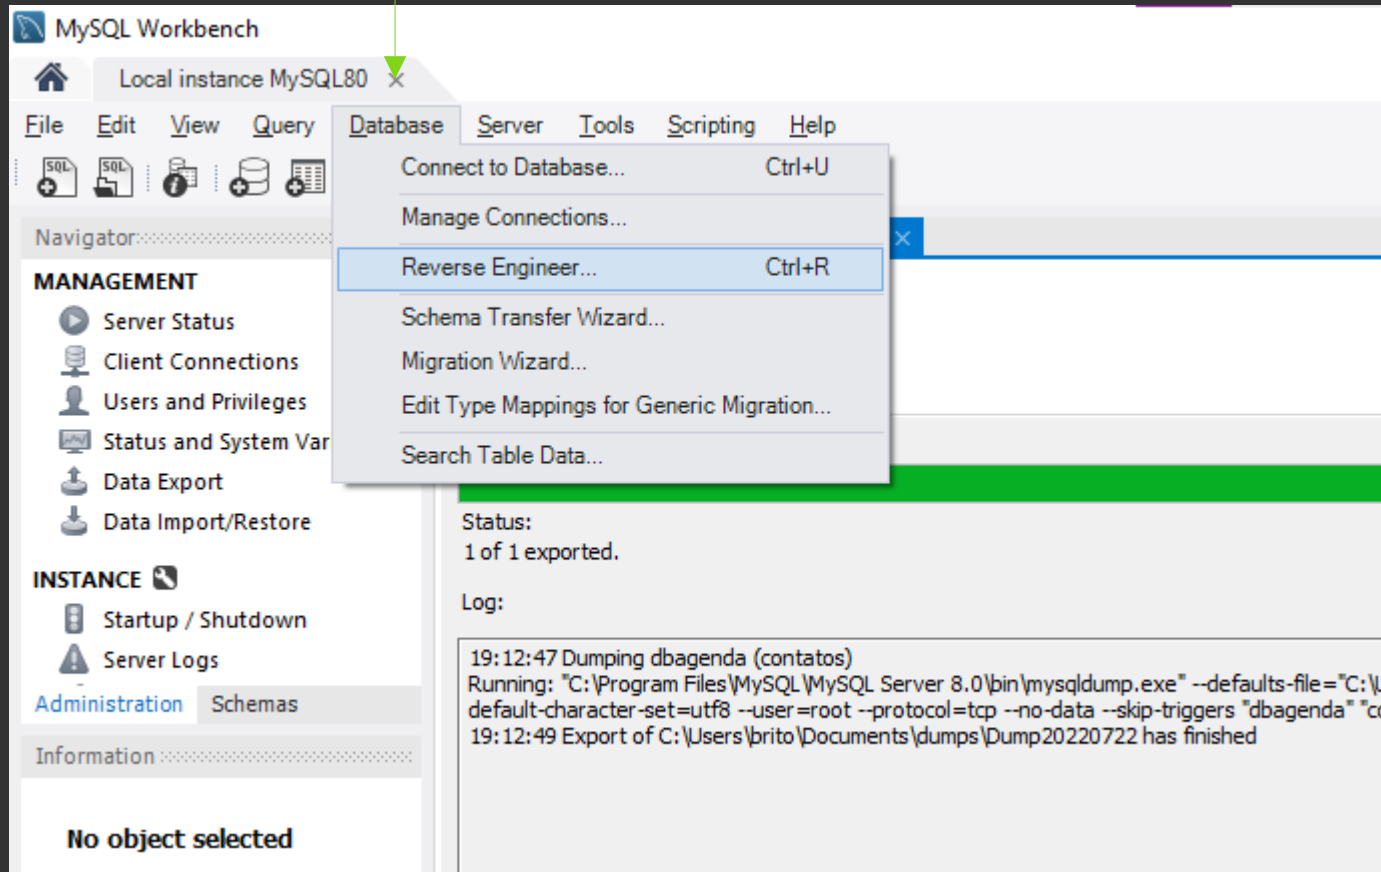 MySQL Workbench
Local instance MySQL80
File Edit View Query Database Server Tools Scripting Help
SQL SQL
Connect to Database... Ctrl+U
Manage Connections...
Reverse Engineer... Ctrl+R
Schema Transfer Wizard...
Migration Wizard...
Edit Type Mappings for Generic Migration...
Search Table Data...
Navigator
MANAGEMENT
Server Status
Client Connections
Users and Privileges
Status and System Var
Data Export
Data Import/Restore
INSTANCE
Startup / Shutdown
Server Logs
Administration Schemas
Information
No object selected
Status:
1 of 1 exported.
Log:
19:12:47 Dumping dbagenda (contatos)
Running: "C:\Program Files\MySQL\MySQL Server 8.0\bin\mysqldump.exe" --defaults-file="C:\
default-character-set=utf8 --user=root --protocol=tcp --no-data --skip-triggers "dbagenda"
19:12:49 Export of C:\Users\brito\Documents\dumps\Dump20220722 has finished